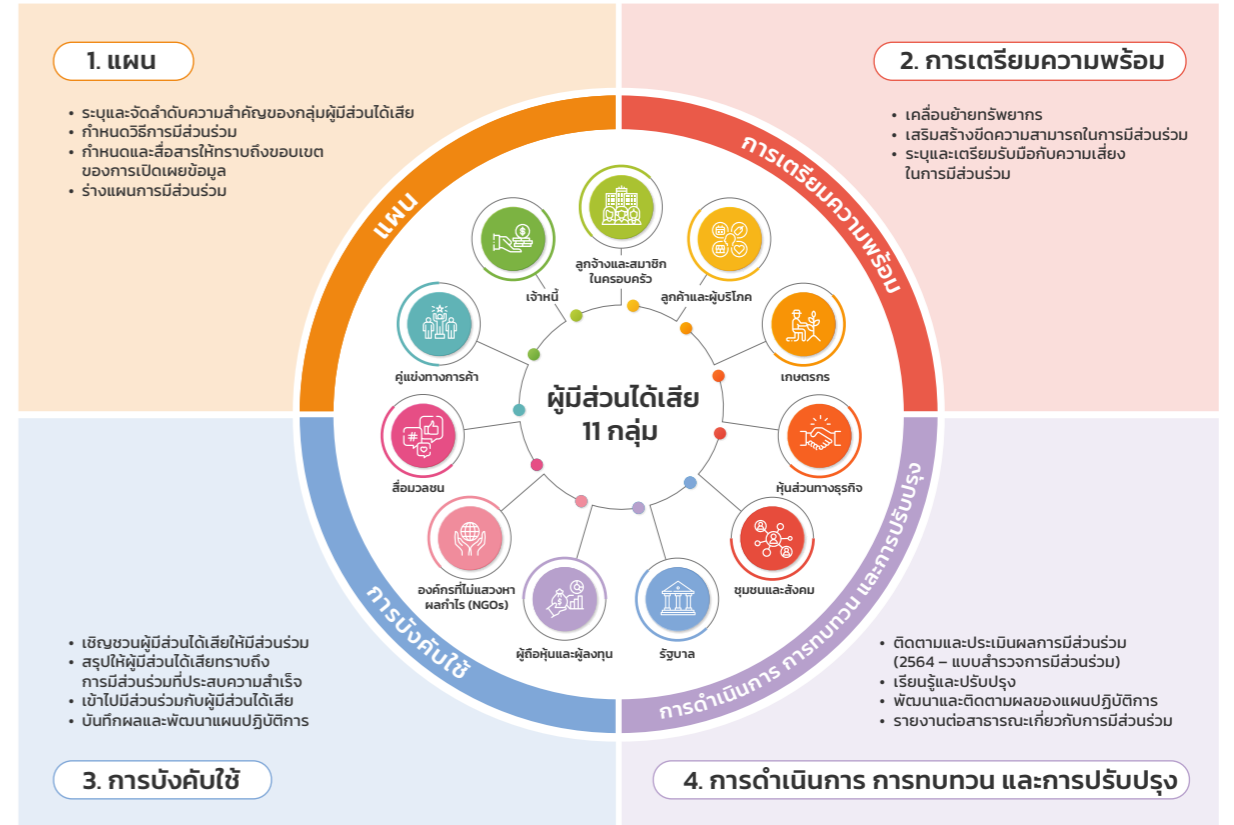 1. แผน
• ระบุและจัดลำดับความสำคัญของกลุ่มผู้มีส่วนได้เสีย
• กำหนดวิธีการมีส่วนร่วม
• กำหนดและสื่อสารให้ทราบถึงขอบเขต
ของการเปิดเผยข้อมูล
• ร่างแผนการมีส่วนร่วม
2. การเตรียมความพร้อม
• เคลื่อนย้ายทรัพยากร
• เสริมสร้างขีดความสามารถในการมีส่วนร่วม
• ระบุและเตรียมรับมือกับความเสี่ยง
ในการมีส่วนร่วม
แผน
การเตรียมความพร้อม
ลูกจ้างและสมาชิก
ในครอบครัว
ลูกค้าและผู้บริโภค
เกษตรกร
หุ้นส่วนทางธุรกิจ
ชุมชนและสังคม
รัฐบาล
ผู้ถือหุ้นและผู้ลงทุน
องค์กรที่ไม่แสวงหา
ผลกำไร (NGOs)
สื่อมวลชน
คู่แข่งทางการค้า
เจ้าหนี้
ผู้มีส่วนได้เสีย
11 กลุ่ม
การบังคับใช้
การดำเนินการ การทบทวน และการปรับปรุง
• เชิญชวนผู้มีส่วนได้เสียให้มีส่วนร่วม
• สรุปให้ผู้มีส่วนได้เสียทราบถึง
การมีส่วนร่วมที่ประสบความสำเร็จ
• เข้าไปมีส่วนร่วมกับผู้มีส่วนได้เสีย
• บันทึกผลและพัฒนาแผนปฏิบัติการ
3. การบังคับใช้
• ติดตามและประเมินผลการมีส่วนร่วม
(2564 – แบบสำรวจการมีส่วนร่วม)
• เรียนรู้และปรับปรุง
• พัฒนาและติดตามผลของแผนปฏิบัติการ
• รายงานต่อสาธารณะเกี่ยวกับการมีส่วนร่วม
4. การดำเนินการ การทบทวน และการปรับปรุง